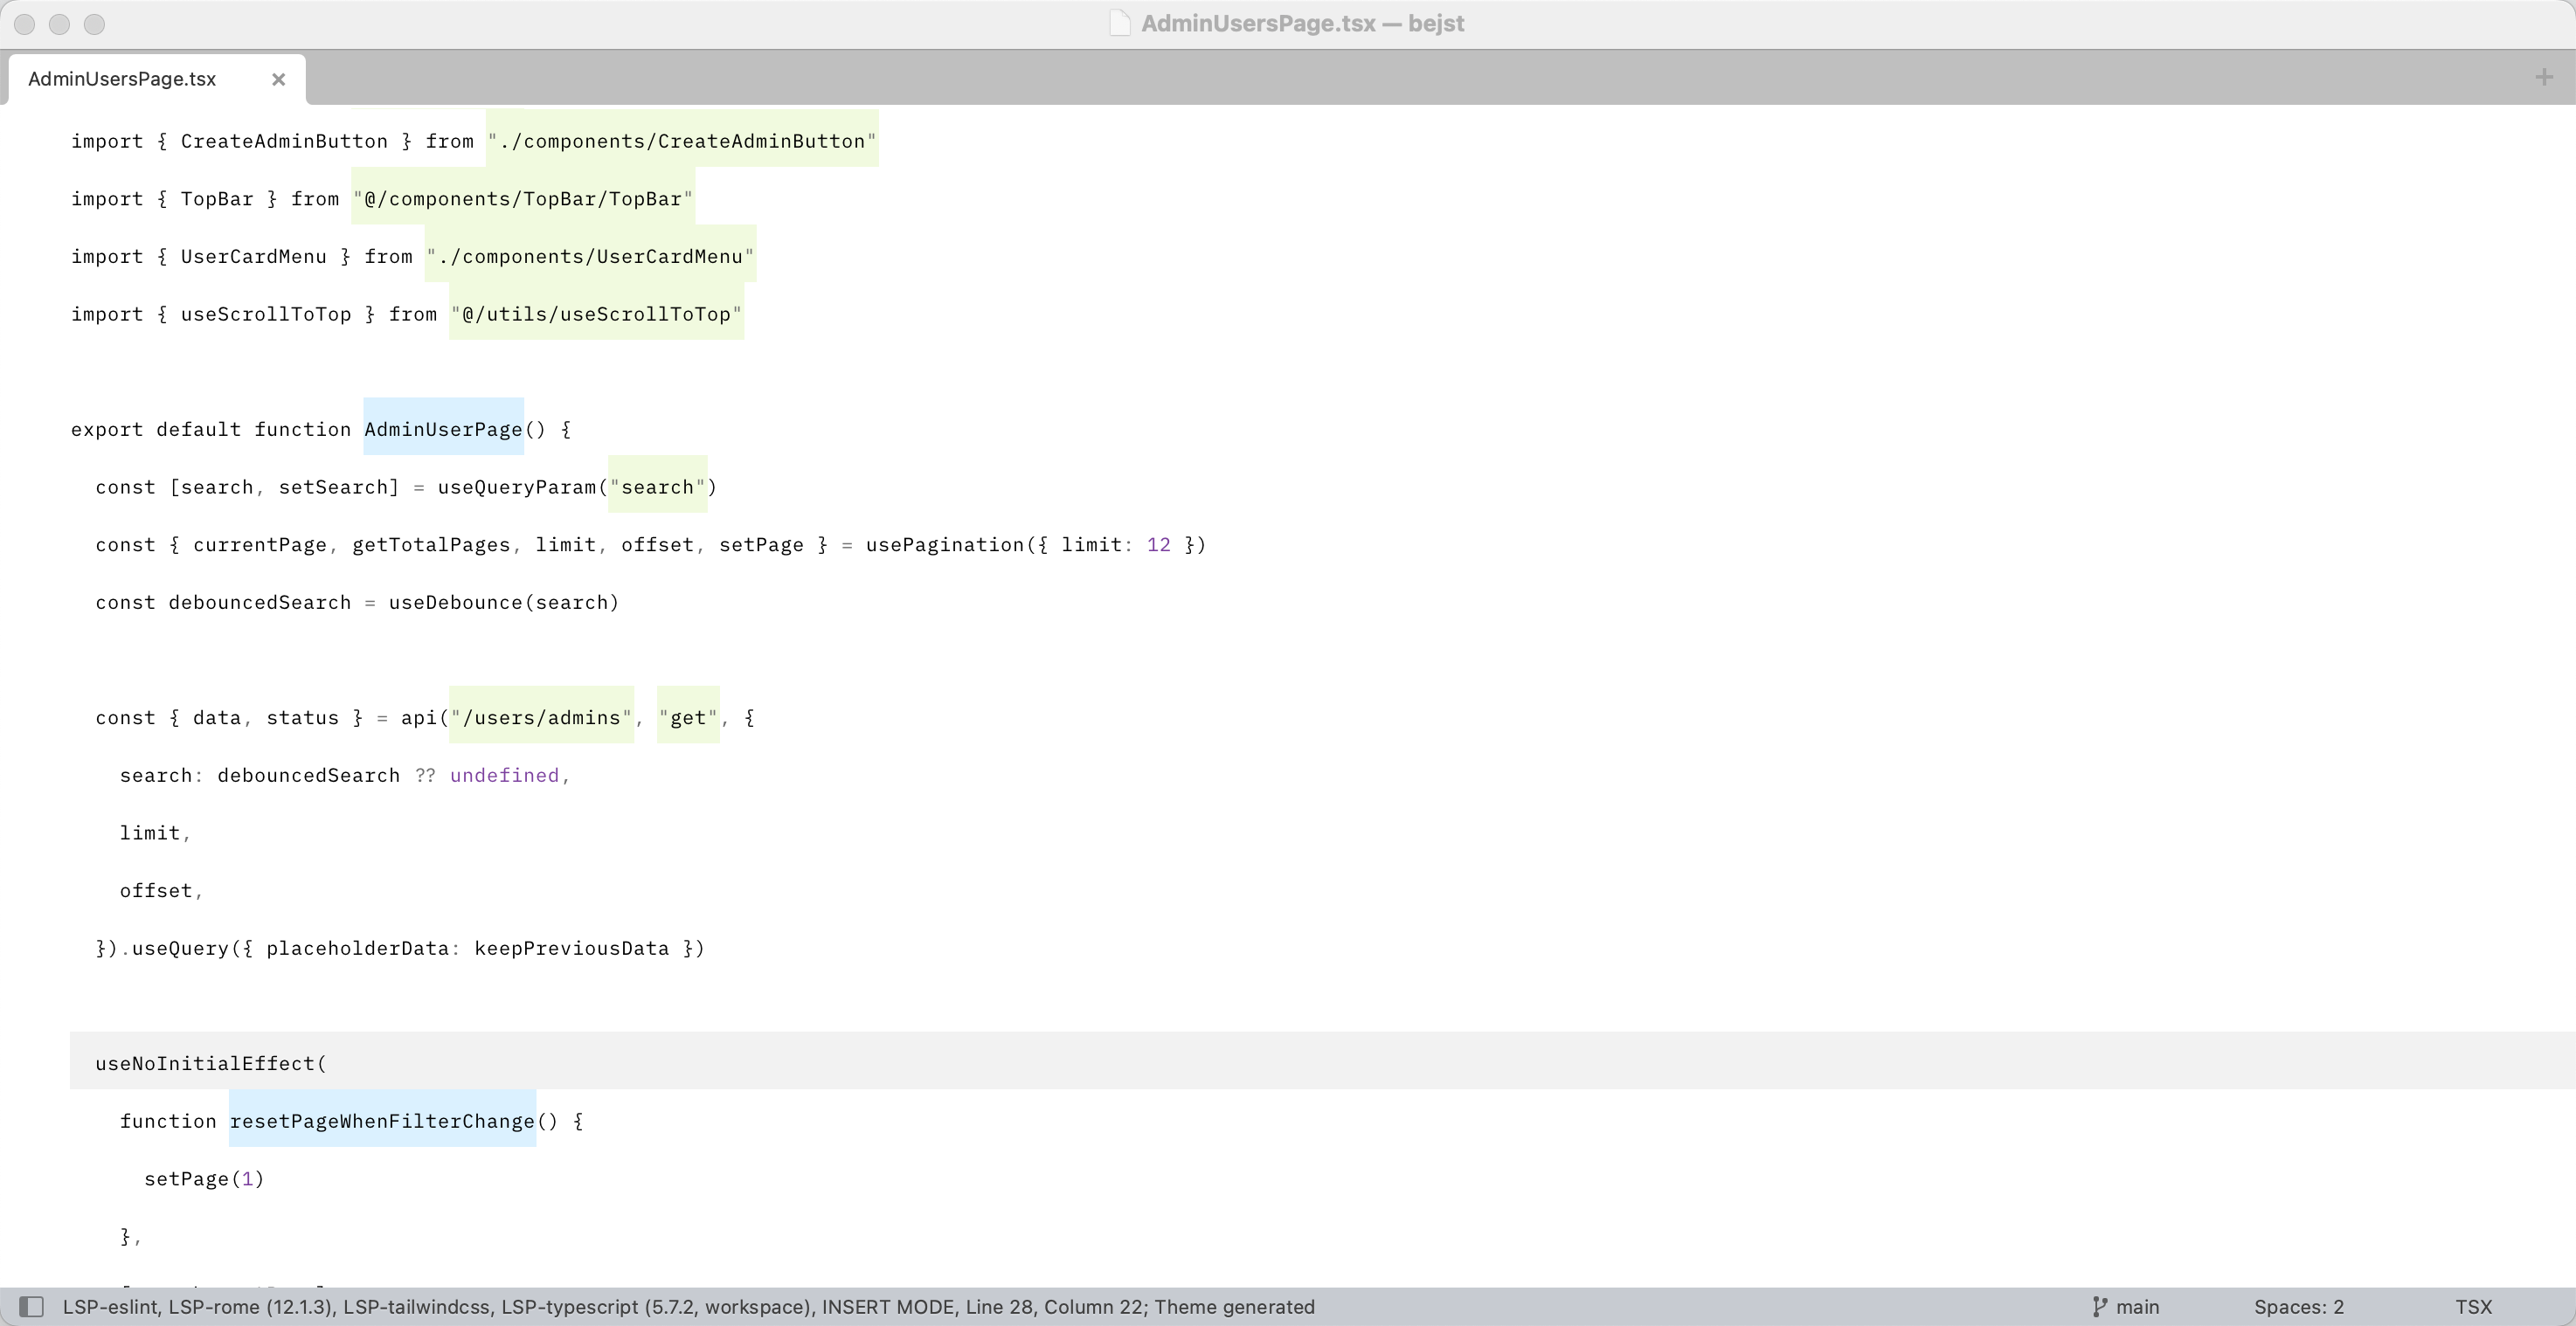 AdminUsersPage.tsx — bejst
AdminUsersPage.tsx
import { CreateAdminButton } from "./components/CreateAdminButton"
import { TopBar } from "@/components/TopBar/TopBar"
import { UserCardMenu } from "./components/UserCardMenu"
import { useScrollToTop } from "@/utils/useScrollToTop"
export default function AdminUserPage() {
const [search, setSearch] = useQueryParam("search")
const { currentPage, getTotalPages, limit, offset, setPage } = usePagination({ limit: 12 })
const debouncedSearch = useDebounce(search)
const { data, status } = api("/users/admins", "get", {
search: debouncedSearch ?? undefined,
limit,
offset,
}).useQuery({ placeholderData: keepPreviousData })
useNoInitialEffect(
function resetPageWhenFilterChange() {
setPage(1)
},
LSP-eslint, LSP-rome (12.1.3), LSP-tailwindcss, LSP-typescript (5.7.2, workspace), INSERT MODE, Line 28, Column 22; Theme generated
main
Spaces: 2
TSX